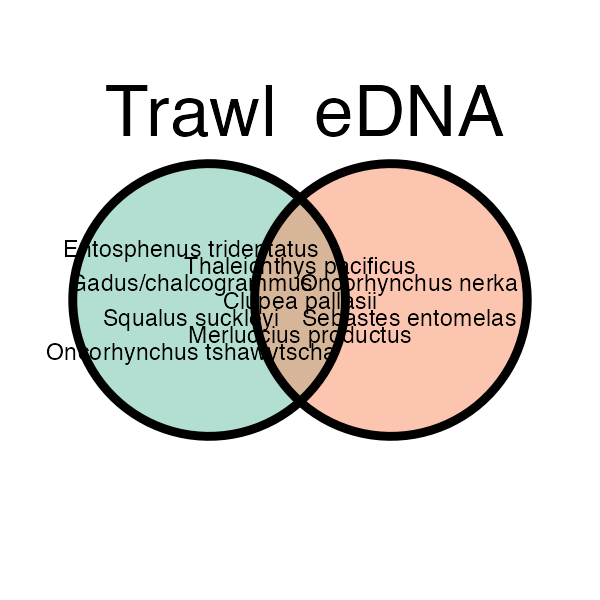 Trawl eDNA
Entosphenus tridentatus
Thaleichthys pacificus
Gadus/chalcogrammus
Oncorhynchus nerka
Clupea pallasii
Squalus suckleyi
Sebastes entomelas
Merluccius productus
Oncorhynchus tshawytscha